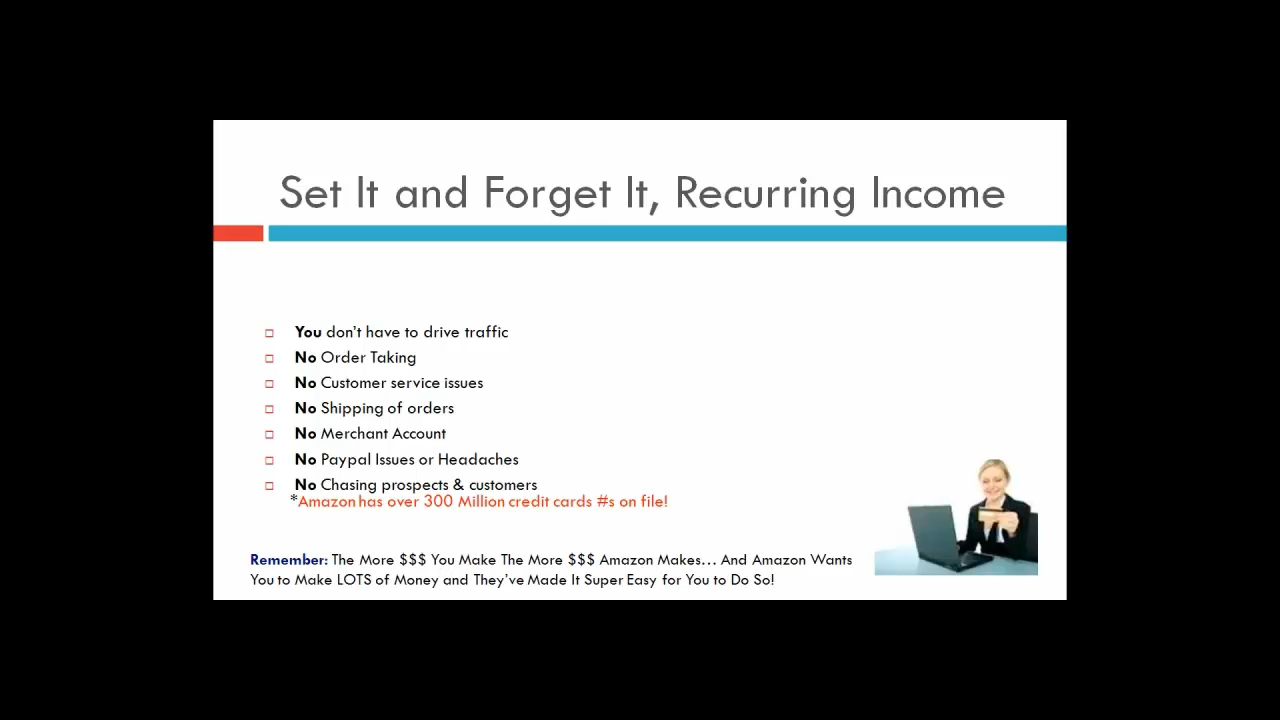 Set It and Forget It, Recurring Income
You don't have to drive traffic
No Order Taking
No Customer service issues
No Shipping of orders
No Merchant Account
No Paypal Issues or Headaches
No Chasing prospects & customers
*Amazon has over 300 Million credit cards #s on file!
Remember: The More $$$ You Make The More $$$ Amazon Makes... And Amazon Wants
You to Make LOTS of Money and They've Made It Super Easy for You to Do So!